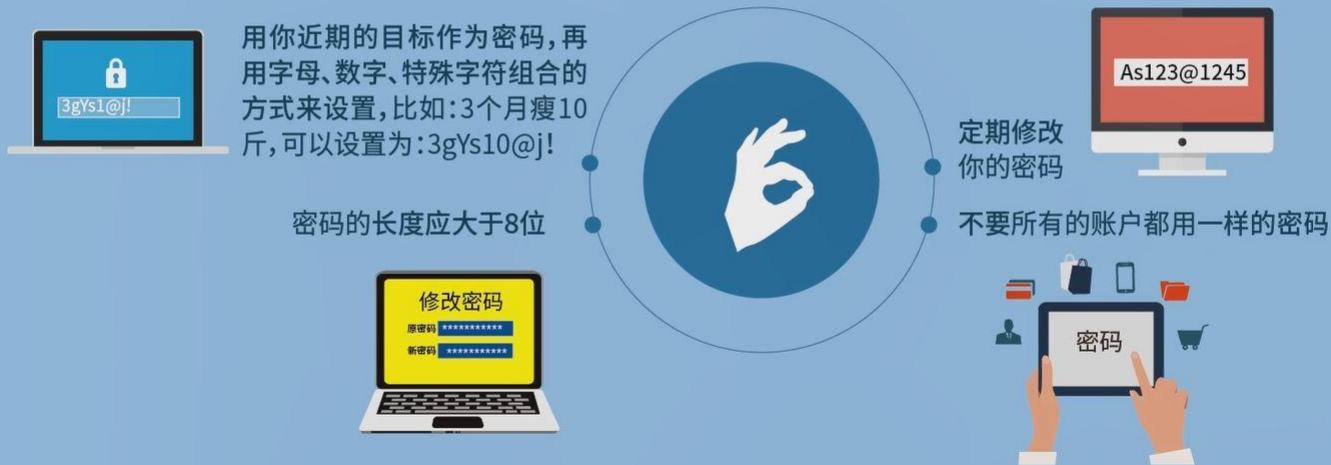 3gYs1@j!
用你近期的目标作为密码,再
用字母、数字、特殊字符组合的
方式来设置,比如:3个月瘦10
斤,可以设置为:3gYs10@j!
密码的长度应大于8位
修改密码
原密码 ***********
新密码 ***********
As123@1245
定期修改
你的密码
不要所有的账户都用一样的密码
密码